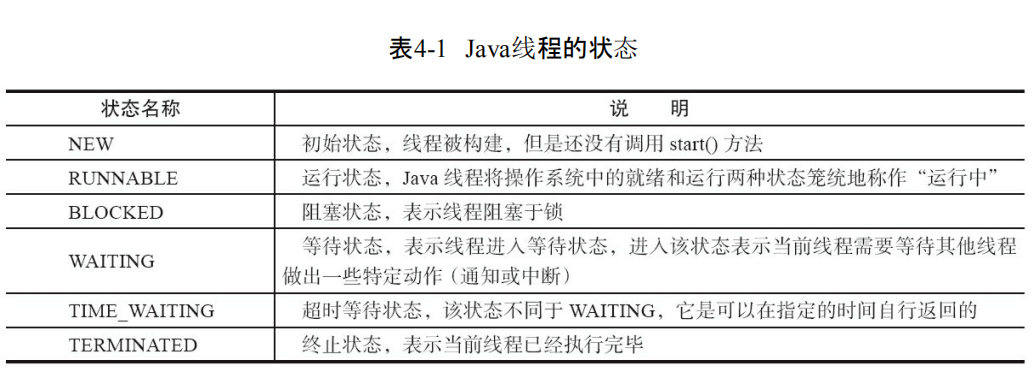 表4-1 Java线程的状态
状态名称 说 明
NEW 初始状态，线程被构建，但是还没有调用 start() 方法
RUNNABLE 运行状态，Java 线程将操作系统中的就绪和运行两种状态笼统地称作“运行中”
BLOCKED 阻塞状态，表示线程阻塞于锁
WAITING 等待状态，表示线程进入等待状态，进入该状态表示当前线程需要等待其他线程
做出一些特定动作（通知或中断）
TIME_WAITING 超时等待状态，该状态不同于 WAITING，它是可以在指定的时间自行返回的
TERMINATED 终止状态，表示当前线程已经执行完毕